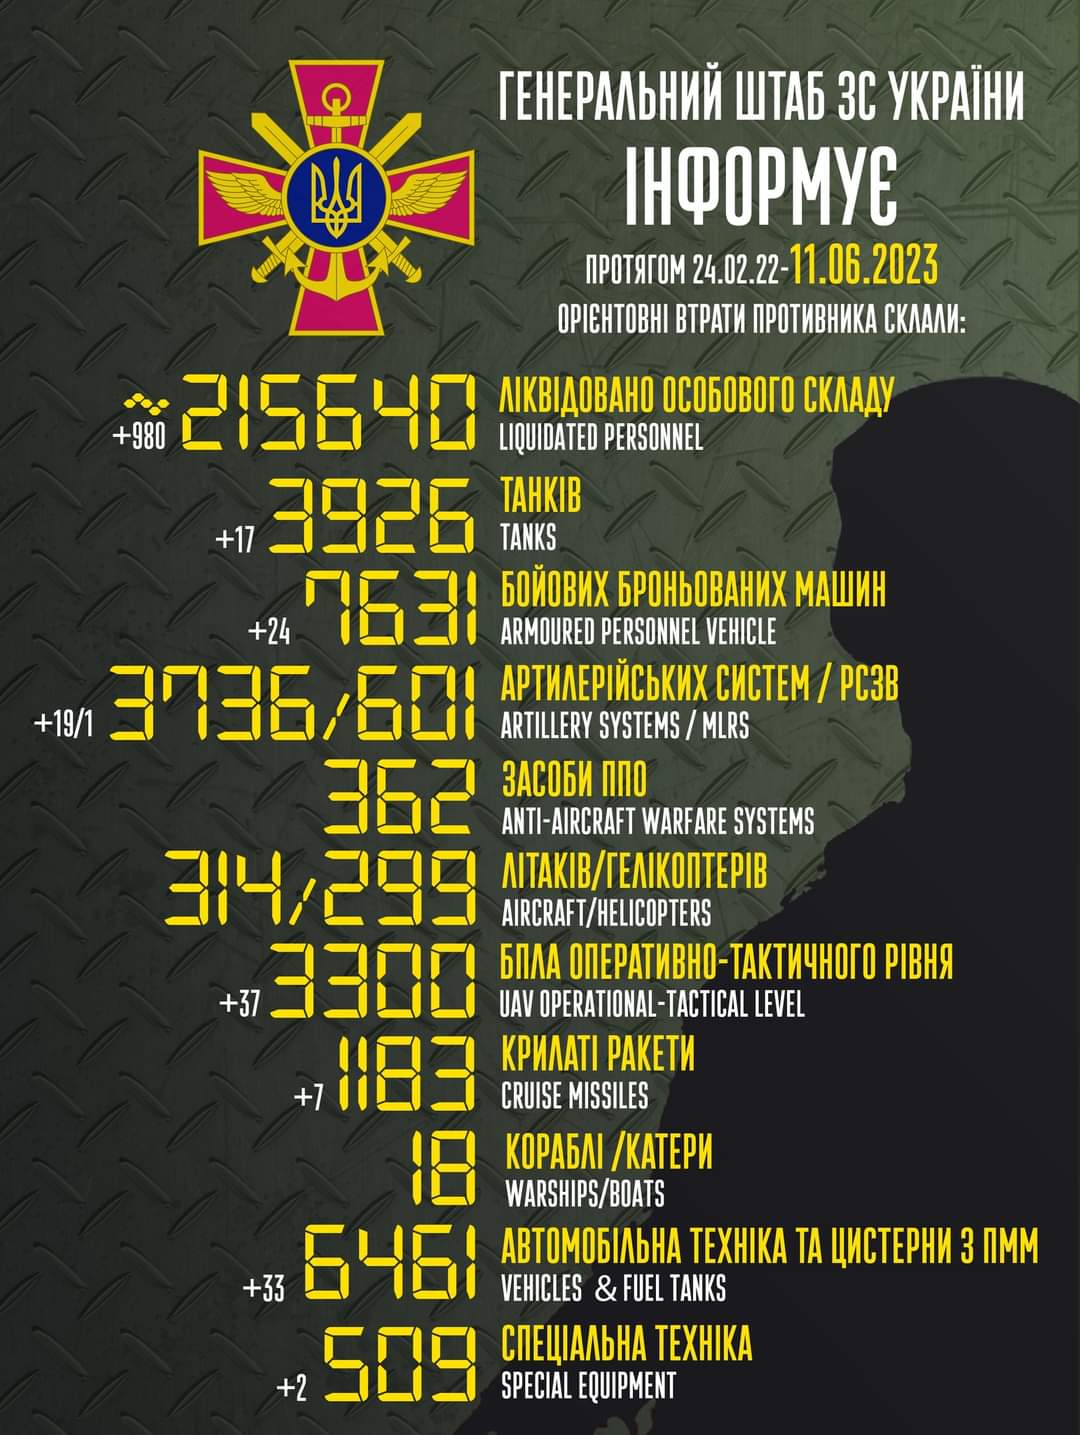 ГЕНЕРАЛЬНИЙ ШТАБ ЗС УКРАЇНИ
ІНФОРМУЄ
ПРОТЯГОМ 24.02.22-11.06.2023
ОРІЄНТОВНІ ВТРАТИ ПРОТИВНИКА СКЛАЛИ:
+980 ~215640 ЛІКВІДОВАНО ОСОБОВОГО СКЛАДУ
LIQUIDATED PERSONNEL
+17 3926 ТАНКІВ
TANKS
+24 7631 БОЙОВИХ БРОНЬОВАНИХ МАШИН
ARMOURED PERSONNEL VEHICLE
+19/1 3736/601 АРТИЛЕРІЙСЬКИХ СИСТЕМ / РСЗВ
ARTILLERY SYSTEMS / MLRS
362 ЗАСОБИ ППО
ANTI-AIRCRAFT WARFARE SYSTEMS
314/299 ЛІТАКІВ/ГЕЛІКОПТЕРІВ
AIRCRAFT/HELICOPTERS
+37 3300 БПЛА ОПЕРАТИВНО-ТАКТИЧНОГО РІВНЯ
UAV OPERATIONAL-TACTICAL LEVEL
+7 1183 КРИЛАТІ РАКЕТИ
CRUISE MISSILES
18 КОРАБЛІ /КАТЕРИ
WARSHIPS/BOATS
+33 6461 АВТОМОБІЛЬНА ТЕХНІКА ТА ЦИСТЕРНИ З ПММ
VEHICLES & FUEL TANKS
+2 509 СПЕЦІАЛЬНА ТЕХНІКА
SPECIAL EQUIPMENT